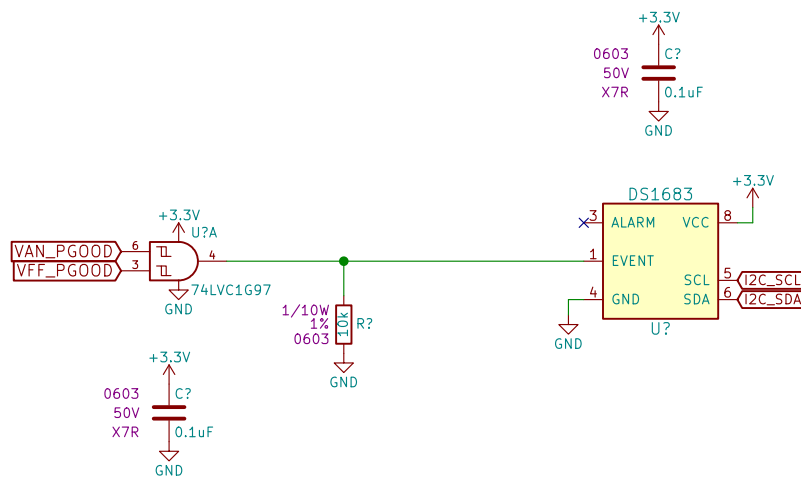 +3.3V
0603
C?
50V
X7R
0.1uF
GND
DS1683
+3.3V
3
ALARM
VCC
8
+3.3V
U?A
VAN_PGOOD
6
4
VFF_PGOOD
3
74LVC1G97
GND
1
EVENT
SCL
5
I2C_SCL
4
GND
SDA
6
I2C_SDA
U?
GND
1/10W
1%
0603
10k
R?
GND
+3.3V
0603
C?
50V
X7R
0.1uF
GND